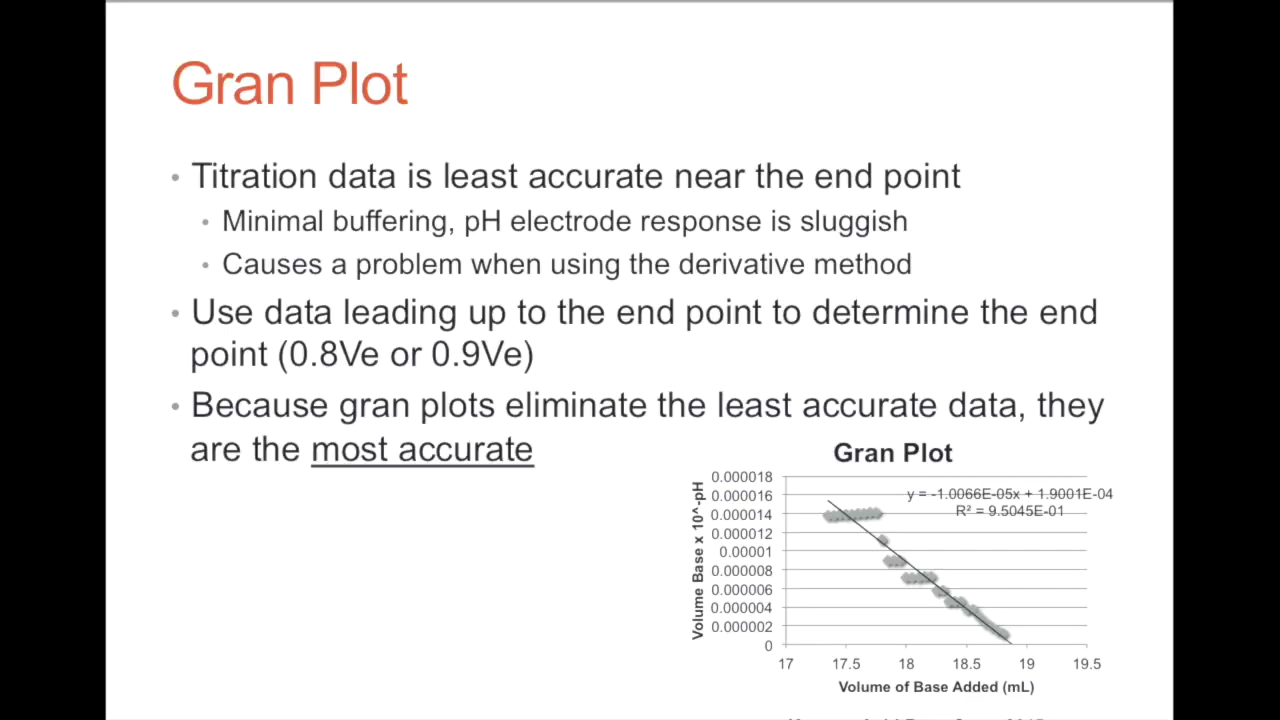 Gran Plot
• Titration data is least accurate near the end point
• Minimal buffering, pH electrode response is sluggish
• Causes a problem when using the derivative method
• Use data leading up to the end point to determine the end
point (0.8Ve or 0.9Ve)
• Because gran plots eliminate the least accurate data, they
are the most accurate
Gran Plot
Volume Base x 10^-pH
0.000018
0.000016
0.000014
0.000012
0.00001
0.000008
0.000006
0.000004
0.000002
0
y = -1.0066E-05x + 1.9001E-04
R² = 9.5045E-01
17 17.5 18 18.5 19 19.5
Volume of Base Added (mL)